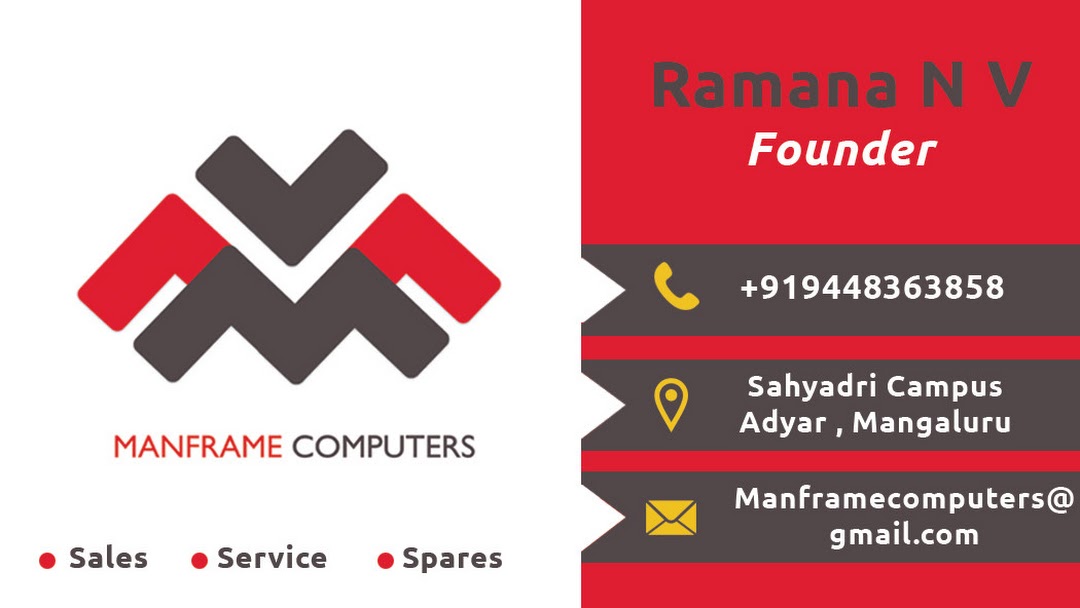 MANFRAME COMPUTERS
Sales Service Spares
Ramana N V
Founder
+919448363858
Sahyadri Campus
Adyar , Mangaluru
Manframecomputers@
gmail.com